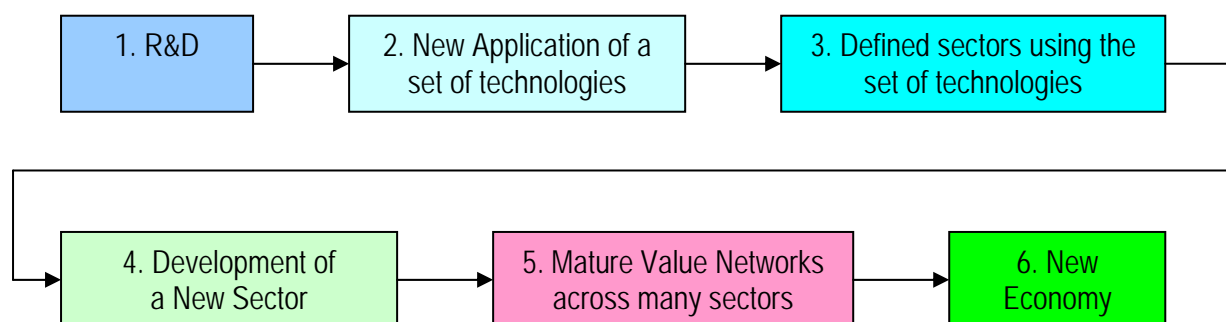 1. R&D
2. New Application of a
set of technologies
3. Defined sectors using the
set of technologies
4. Development of
a New Sector
5. Mature Value Networks
across many sectors
6. New
Economy